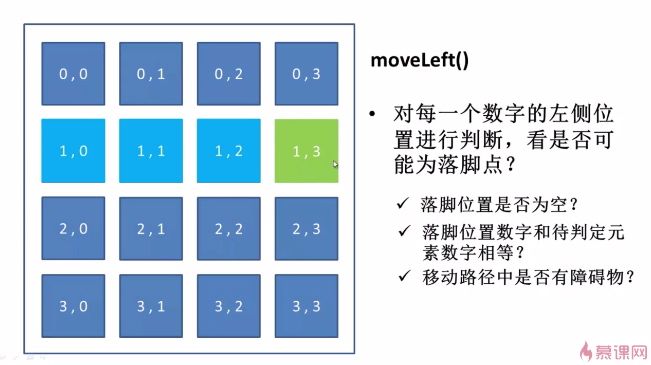 0 , 0 0 , 1 0 , 2 0 , 3
1 , 0 1 , 1 1 , 2 1 , 3
2 , 0 2 , 1 2 , 2 2 , 3
3 , 0 3 , 1 3 , 2 3 , 3
moveLeft()
• 对每一个数字的左侧位
置进行判断，看是否可
能为落脚点？
✓ 落脚位置是否为空？
✓ 落脚位置数字和待判定元
素数字相等？
✓ 移动路径中是否有障碍物？
慕课网